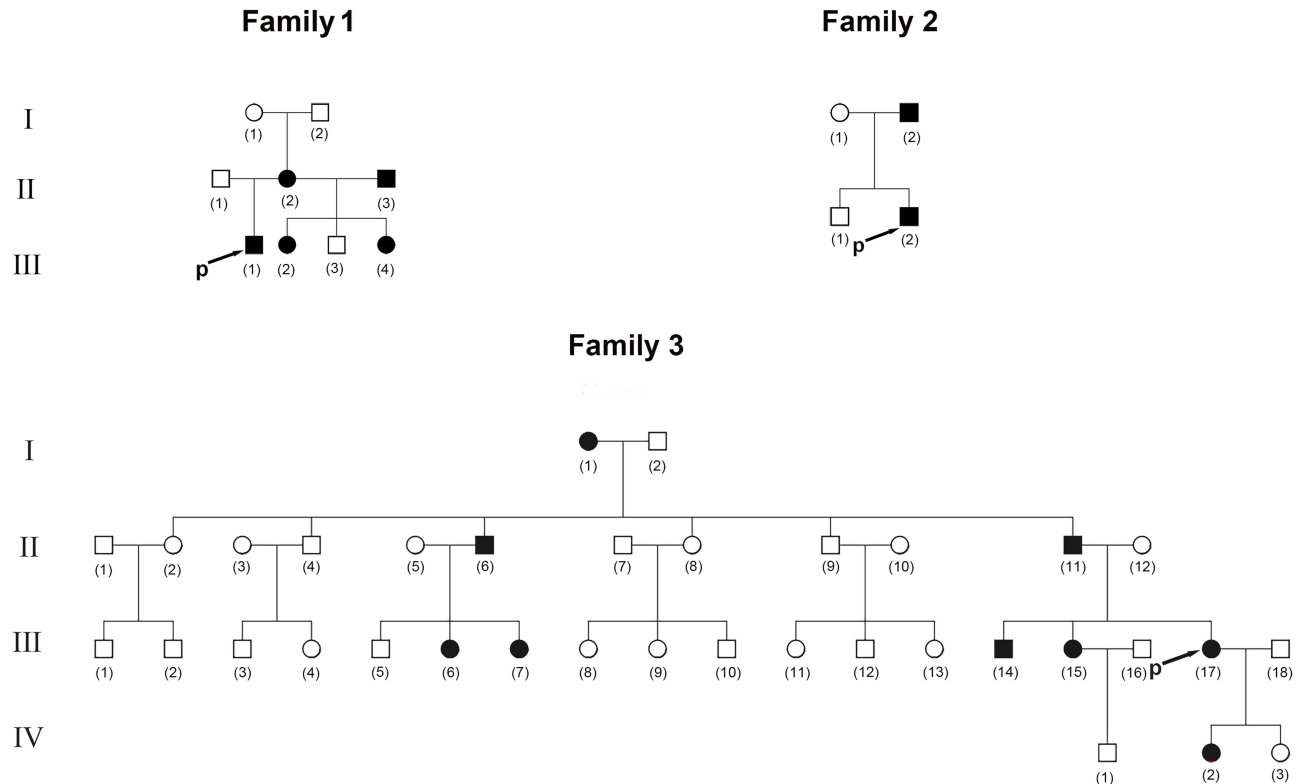 Family 1
Family 2
I
(1) (2)
(1) (2)
II
(1) (2) (3)
III
p (1) (2) (3) (4)
(1) p (2)
Family 3
I
(1) (2)
II
(1) (2) (3) (4) (5) (6) (7) (8) (9) (10) (11) (12)
III
(1) (2) (3) (4) (5) (6) (7) (8) (9) (10) (11) (12) (13) (14) (15) (16) p (17) (18)
IV
(1) (2) (3)